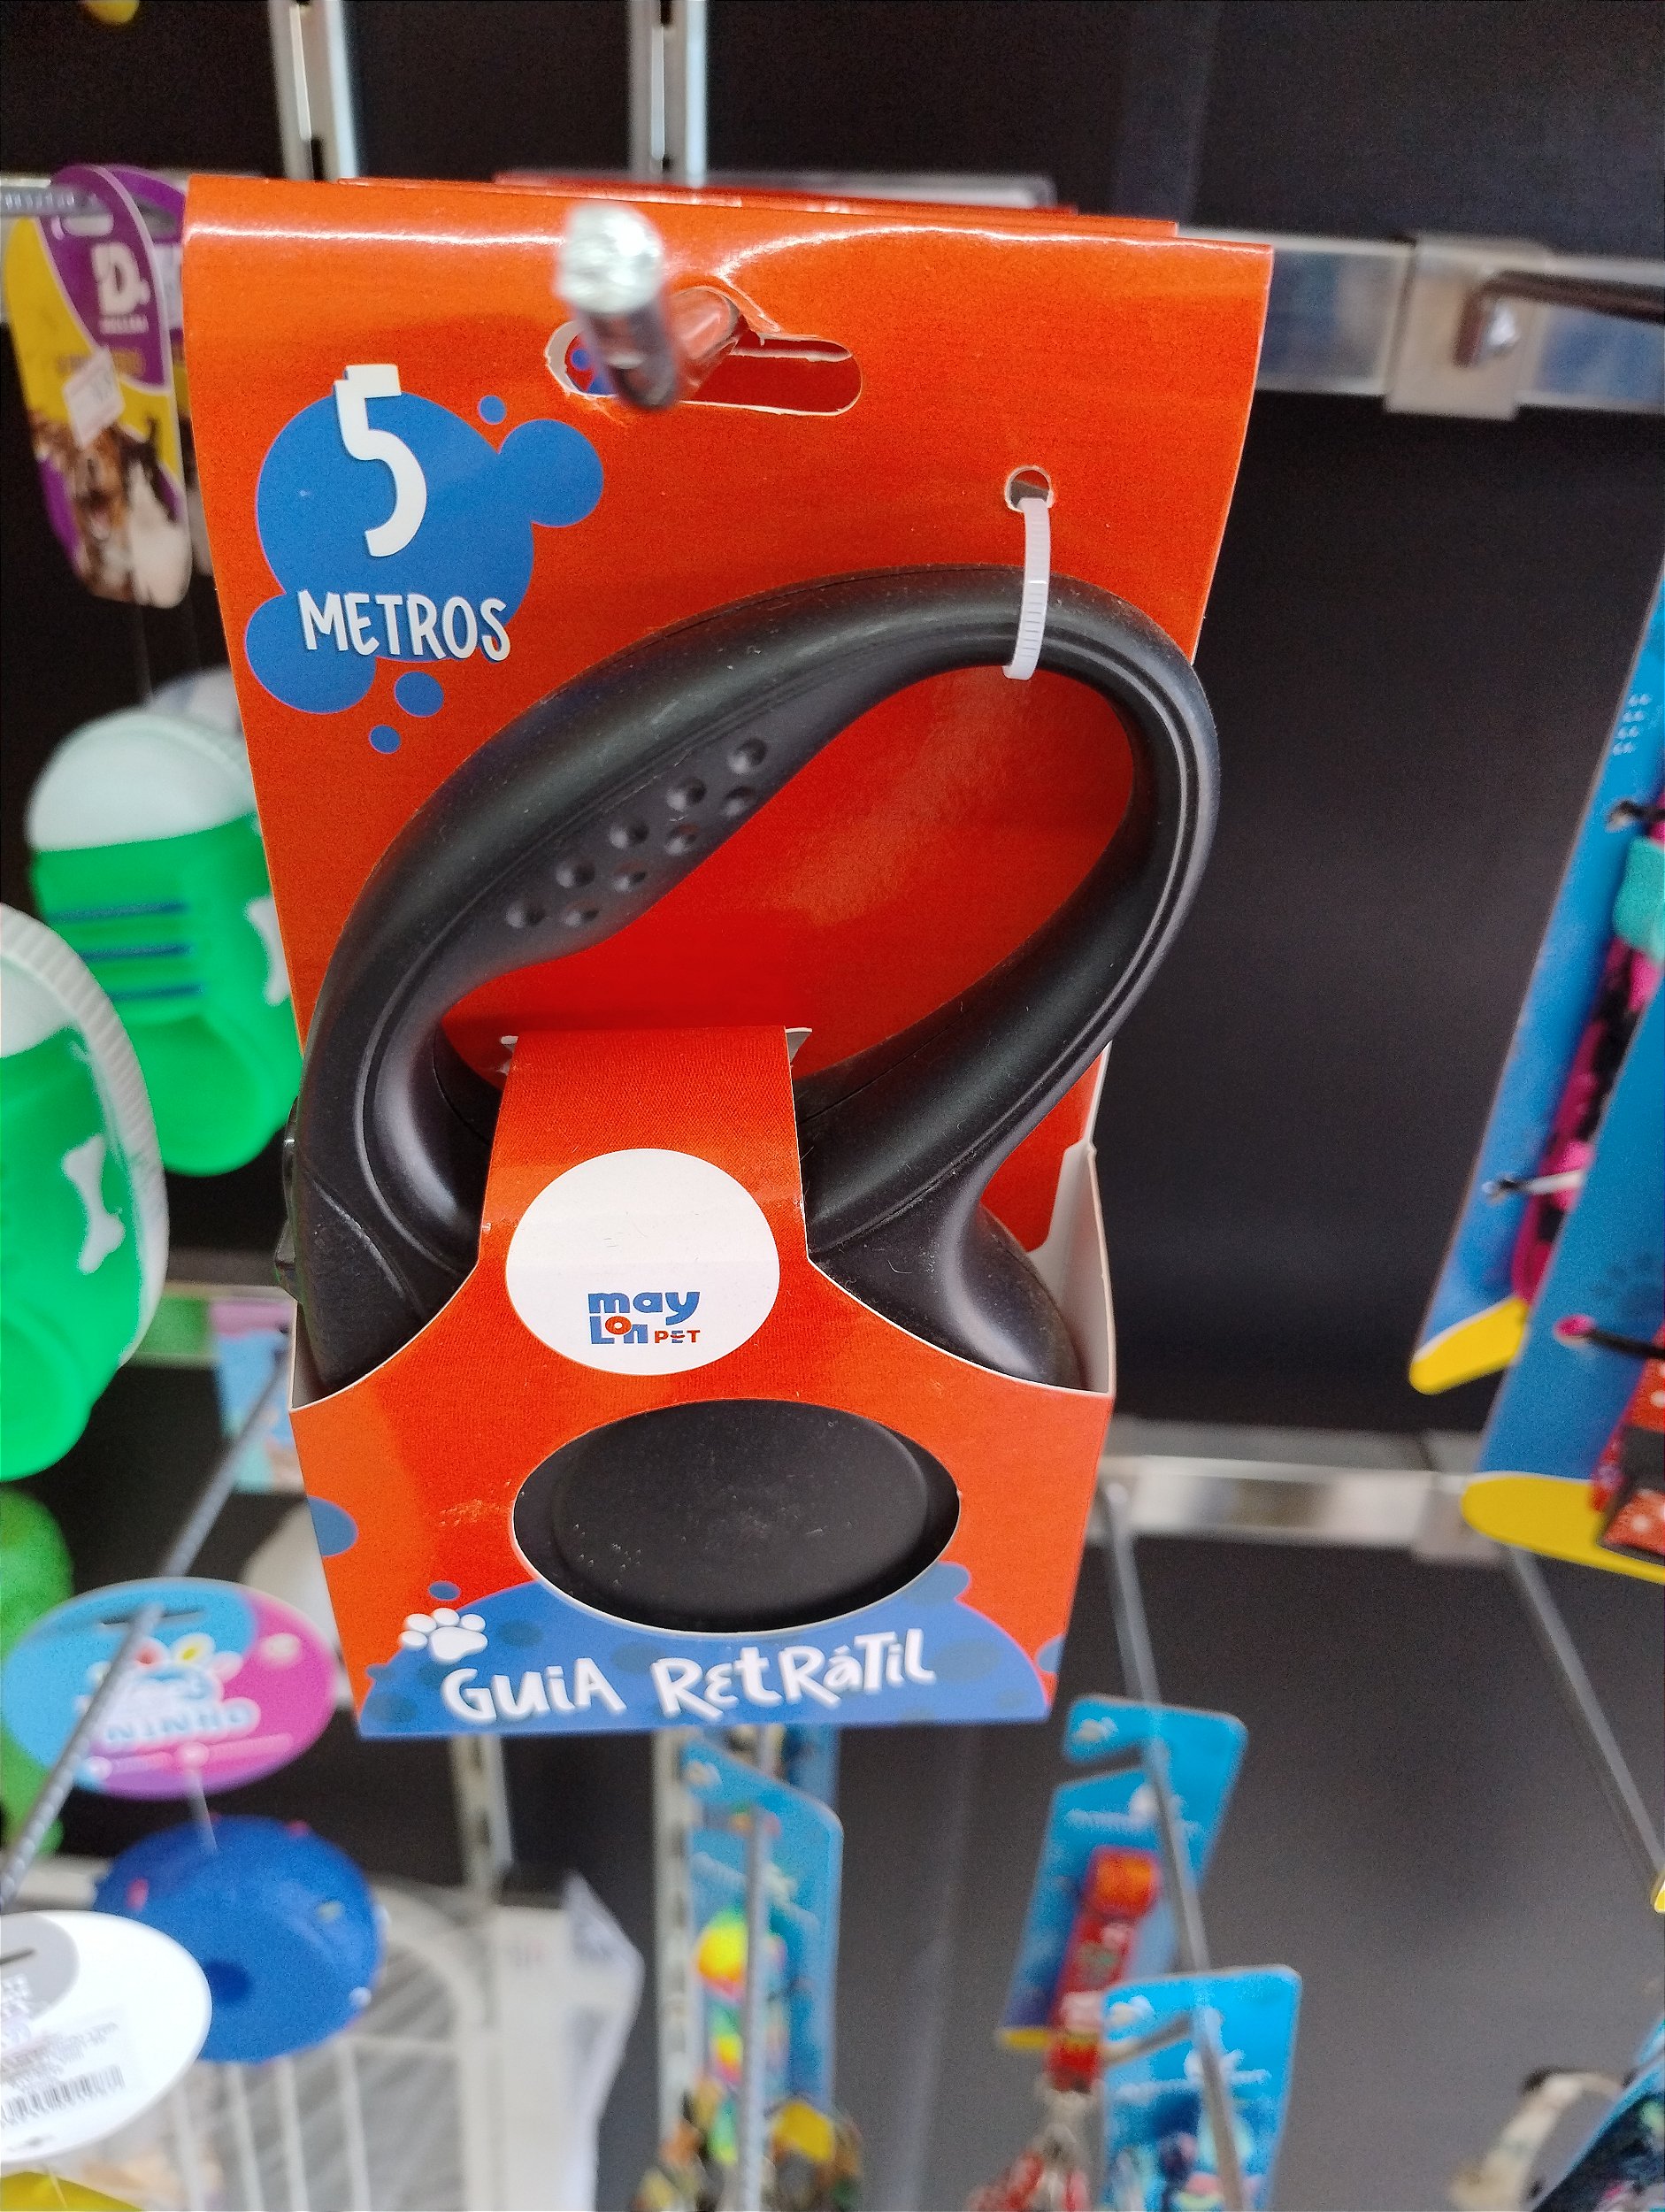 5
METROS
may
Lon PET
GUiA REtRáTiL